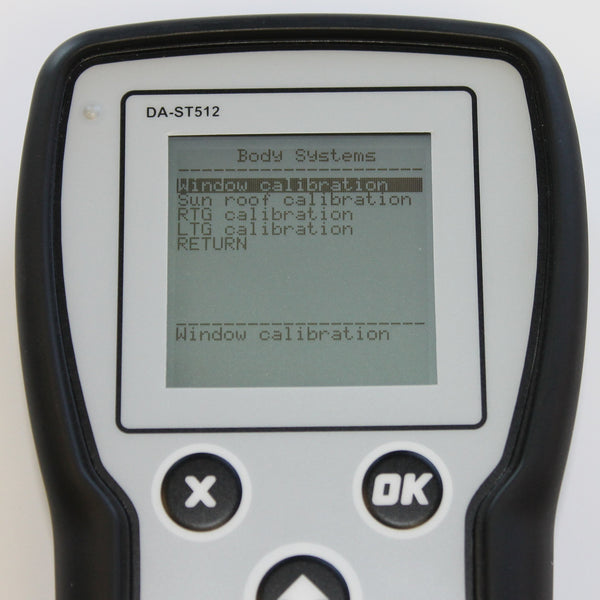 DA-ST512
Body Systems
Window calibration
Sun roof calibration
RTG calibration
LTG calibration
RETURN
Window calibration
X
OK